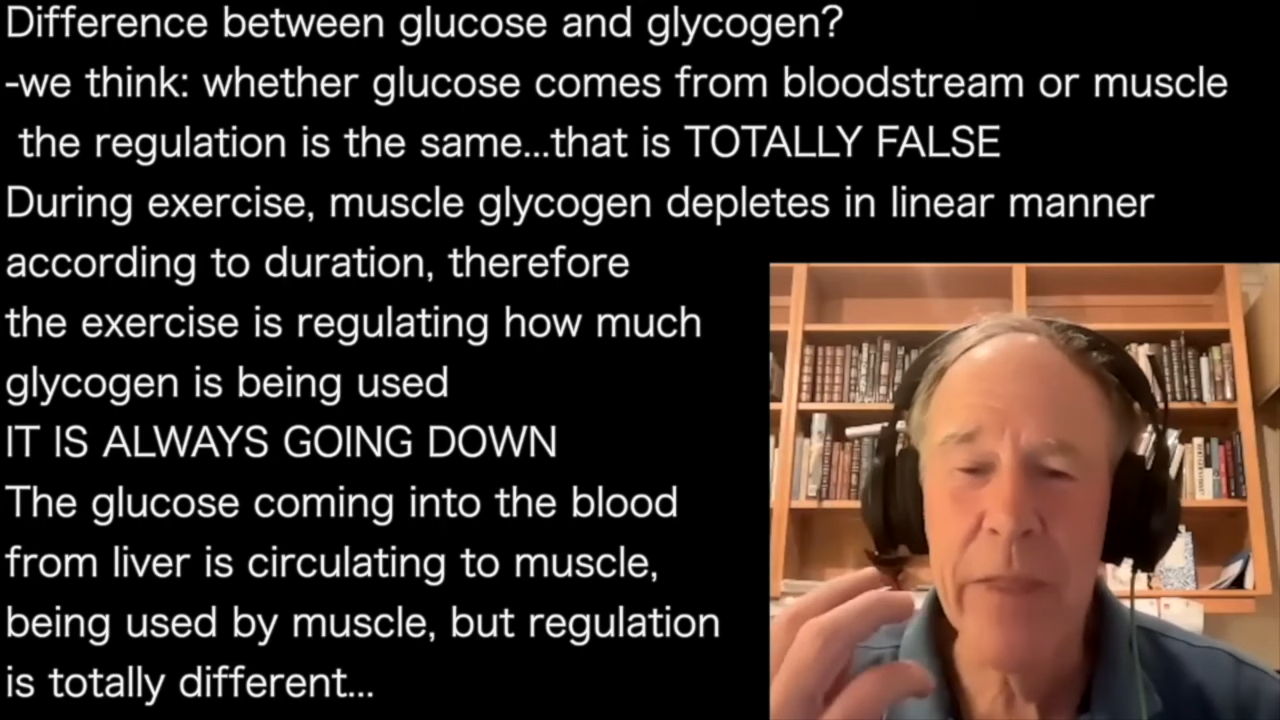 Difference between glucose and glycogen?
-we think: whether glucose comes from bloodstream or muscle
the regulation is the same...that is TOTALLY FALSE
During exercise, muscle glycogen depletes in linear manner
according to duration, therefore
the exercise is regulating how much
glycogen is being used
IT IS ALWAYS GOING DOWN
The glucose coming into the blood
from liver is circulating to muscle,
being used by muscle, but regulation
is totally different...